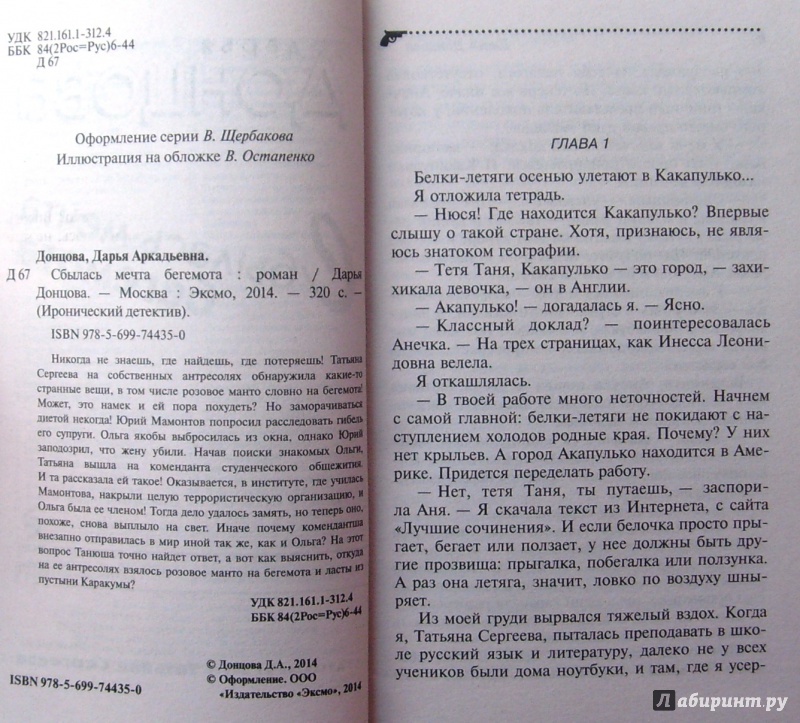 УДК 821.161.1-312.4
ББК 84(2Рос=Рус)6-44
Д 67
Оформление серии В. Щербакова
Иллюстрация на обложке В. Остапенко
Донцова, Дарья Аркадьевна.
Д 67 Сбылась мечта бегемота : роман / Дарья
Донцова. — Москва : Эксмо, 2014. — 320 с. —
(Иронический детектив).
ISBN 978-5-699-74435-0
Никогда не знаешь, где найдешь, где потеряешь! Татьяна
Сергеева на собственных антресолях обнаружила какие-то
странные вещи, в том числе розовое манто словно на бегемота!
Может, это намек и ей пора похудеть? Но заморачиваться
диетой некогда! Юрий Мамонтов попросил расследовать гибель
его супруги. Ольга якобы выбросилась из окна, однако Юрий
заподозрил, что жену убили. Начав поиски знакомых Ольги,
Татьяна вышла на коменданта студенческого общежития.
И та рассказала ей такое! Оказывается, в институте, где училась
Мамонтова, накрыли целую террористическую организацию, и
Ольга была ее членом! Тогда дело удалось замять, но теперь оно,
похоже, снова выплыло на свет. Иначе почему комендантша
внезапно отправилась в мир иной так же, как и Ольга? На этот
вопрос Танюша точно найдет ответ, а вот как выяснить, откуда
на ее антресолях взялось розовое манто на бегемота и ласты из
пустыни Каракумы?
УДК 821.161.1-312.4
ББК 84(2Рос=Рус)6-44
© Донцова Д.А., 2014
© Оформление. ООО
«Издательство «Эксмо», 2014
ISBN 978-5-699-74435-0
ГЛАВА 1
Белки-летяги осенью улетают в Какапулько...
Я отложила тетрадь.
— Нюся! Где находится Какапулько? Впервые
слышу о такой стране. Хотя, признаюсь, не явля-
юсь знатоком географии.
— Тетя Таня, Какапулько — это город, — захи-
хикала девочка, — он в Англии.
— Акапулько! — догадалась я. — Ясно.
— Классный доклад? — поинтересовалась
Анечка. — На трех страницах, как Инесса Леони-
довна велела.
Я откашлялась.
— В твоей работе много неточностей. Начнем
с самой главной: белки-летяги не покидают с на-
ступлением холодов родные края. Почему? У них
нет крыльев. А город Акапулько находится в Аме-
рике. Придется переделать работу.
— Нет, тетя Таня, ты путаешь, — заспори-
ла Аня. — Я скачала текст из Интернета, с сайта
«Лучшие сочинения». И если белочка просто пры-
гает, бегает или ползает, у нее должны быть дру-
гие прозвища: прыгалка, побегалка или ползунка.
А раз она летяга, значит, ловко по воздуху шны-
ряет.
Из моей груди вырвался тяжелый вздох. Когда
я, Татьяна Сергеева, пыталась преподавать в шко-
ле русский язык и литературу, далеко не у всех
учеников были дома ноутбуки, и там, где я усер-
Лабиринт.ру